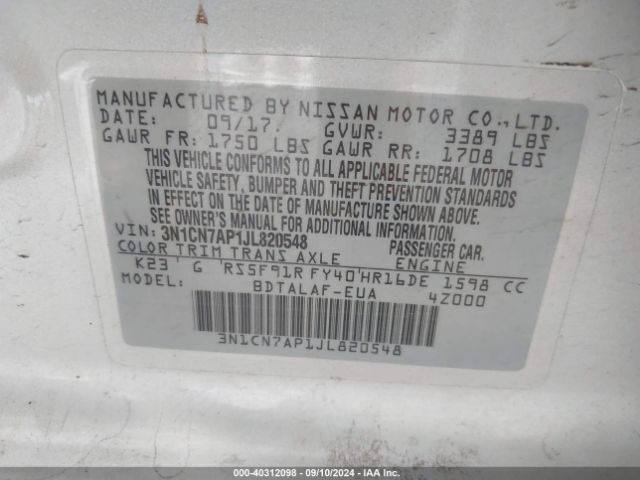 MANUFACTURED BY NISSAN MOTOR CO.,LTD.
DATE: 09/17. GVWR: 3389 LBS
GAWR FR: 1750 LBS GAWR RR: 1708 LBS
THIS VEHICLE CONFORMS TO ALL APPLICABLE FEDERAL MOTOR
VEHICLE SAFETY, BUMPER AND THEFT PREVENTION STANDARDS
IN EFFECT ON THE DATE OF MANUFACTURE SHOWN ABOVE.
SEE OWNER'S MANUAL FOR ADDITIONAL INFORMATION.
VIN: 3N1CN7AP1JL820548 PASSENGER CAR.
COLOR TRIM TRANS AXLE
K23' G 'RS5F91R FY40'HR16DE 1598 CC
MODEL: BDTALAF-EUA 4Z000
3N1CN7AP1JL820548
000-40312098 - 09/10/2024 - IAA Inc.